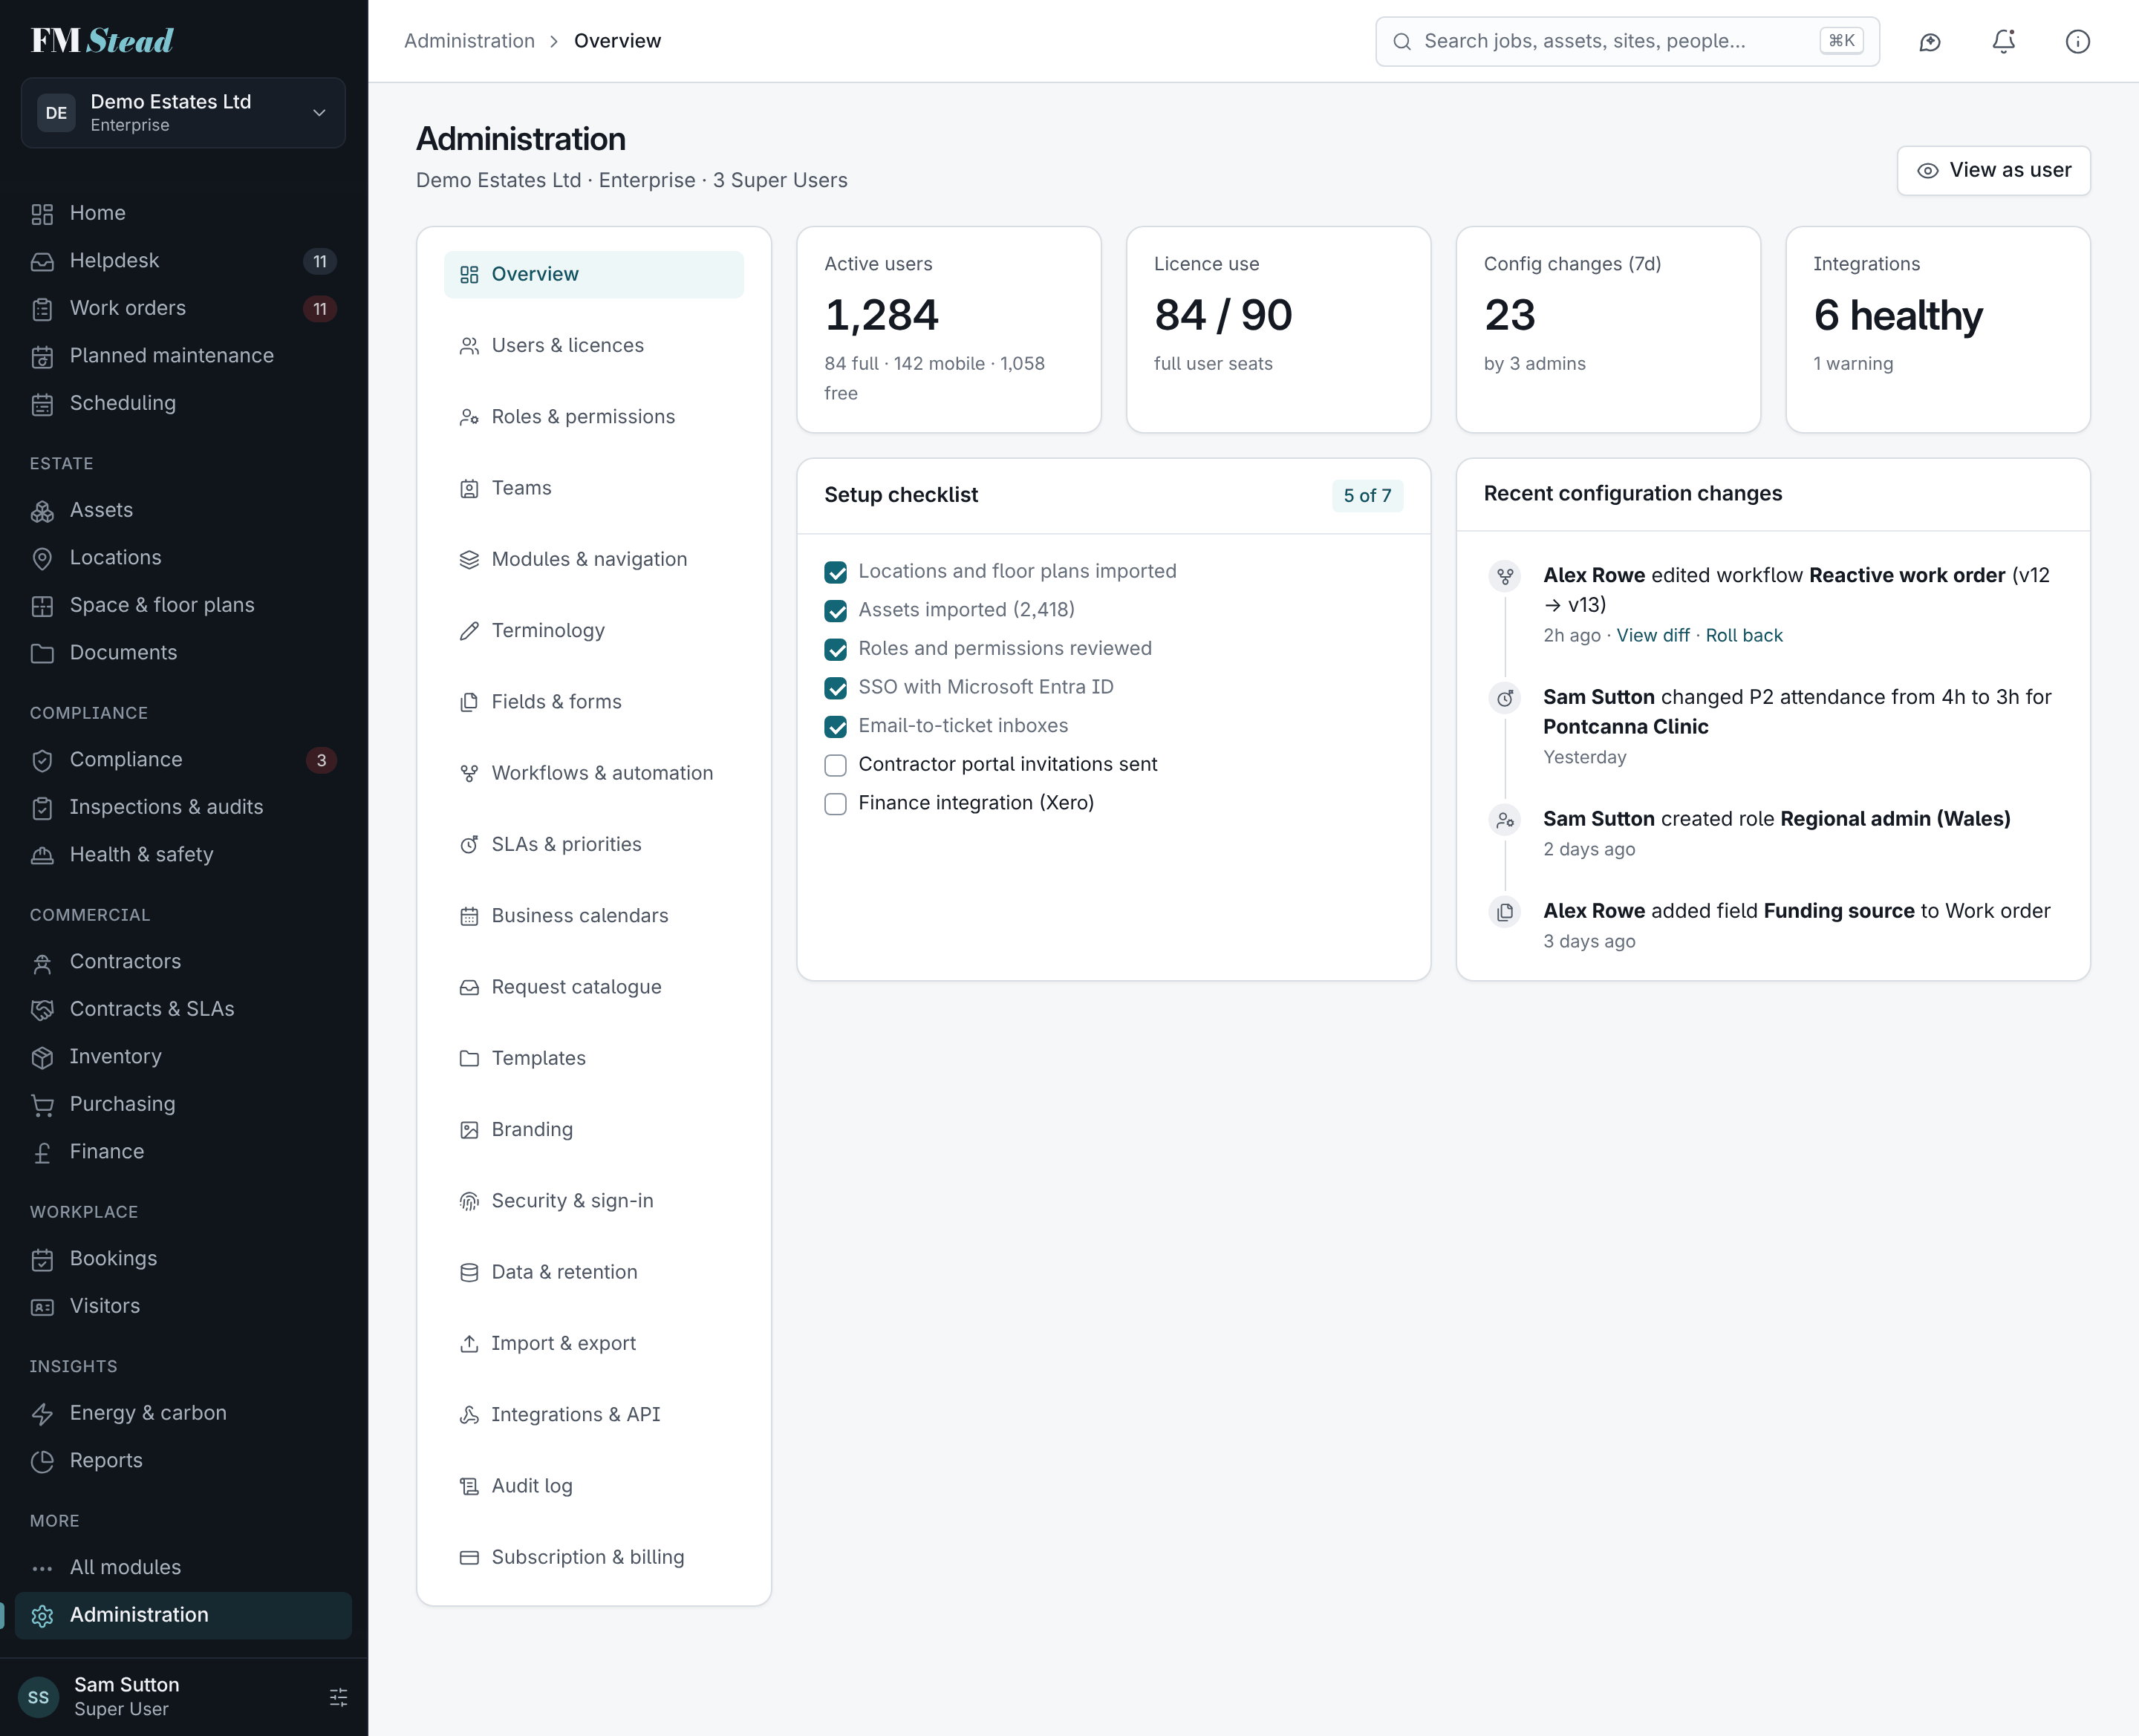 FM Stead
DE
Demo Estates Ltd
Enterprise
Home
Helpdesk 11
Work orders 11
Planned maintenance
Scheduling
ESTATE
Assets
Locations
Space & floor plans
Documents
COMPLIANCE
Compliance 3
Inspections & audits
Health & safety
COMMERCIAL
Contractors
Contracts & SLAs
Inventory
Purchasing
Finance
WORKPLACE
Bookings
Visitors
INSIGHTS
Energy & carbon
Reports
MORE
All modules
Administration
SS
Sam Sutton
Super User
Administration > Overview
Search jobs, assets, sites, people... ⌘K
Administration
Demo Estates Ltd · Enterprise · 3 Super Users
View as user
Overview
Users & licences
Roles & permissions
Teams
Modules & navigation
Terminology
Fields & forms
Workflows & automation
SLAs & priorities
Business calendars
Request catalogue
Templates
Branding
Security & sign-in
Data & retention
Import & export
Integrations & API
Audit log
Subscription & billing
Active users
1,284
84 full · 142 mobile · 1,058
free
Licence use
84 / 90
full user seats
Config changes (7d)
23
by 3 admins
Integrations
6 healthy
1 warning
Setup checklist 5 of 7
Locations and floor plans imported
Assets imported (2,418)
Roles and permissions reviewed
SSO with Microsoft Entra ID
Email-to-ticket inboxes
Contractor portal invitations sent
Finance integration (Xero)
Recent configuration changes
Alex Rowe edited workflow Reactive work order (v12
→ v13)
2h ago · View diff · Roll back
Sam Sutton changed P2 attendance from 4h to 3h for
Pontcanna Clinic
Yesterday
Sam Sutton created role Regional admin (Wales)
2 days ago
Alex Rowe added field Funding source to Work order
3 days ago